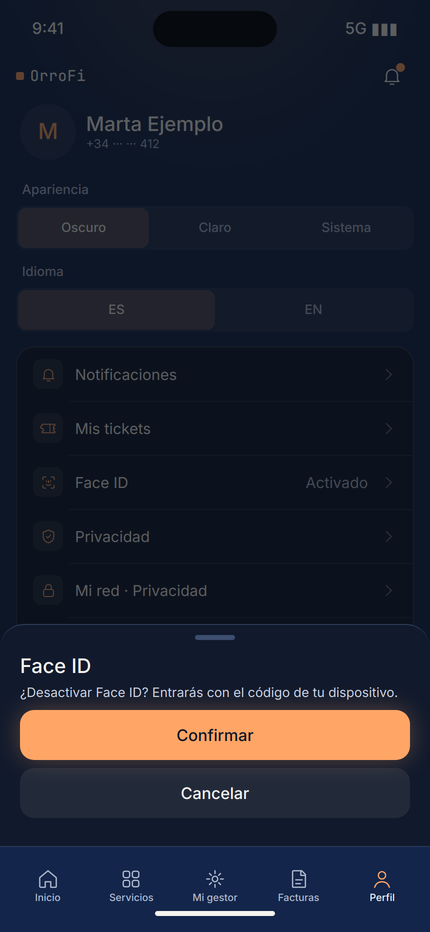 9:41
5G
OrroFi
M
Marta Ejemplo
+34 ··· ··· 412
Apariencia
Oscuro Claro Sistema
Idioma
ES EN
Notificaciones
Mis tickets
Face ID Activado
Privacidad
Mi red · Privacidad
Face ID
¿Desactivar Face ID? Entrarás con el código de tu dispositivo.
Confirmar
Cancelar
Inicio Servicios Mi gestor Facturas Perfil